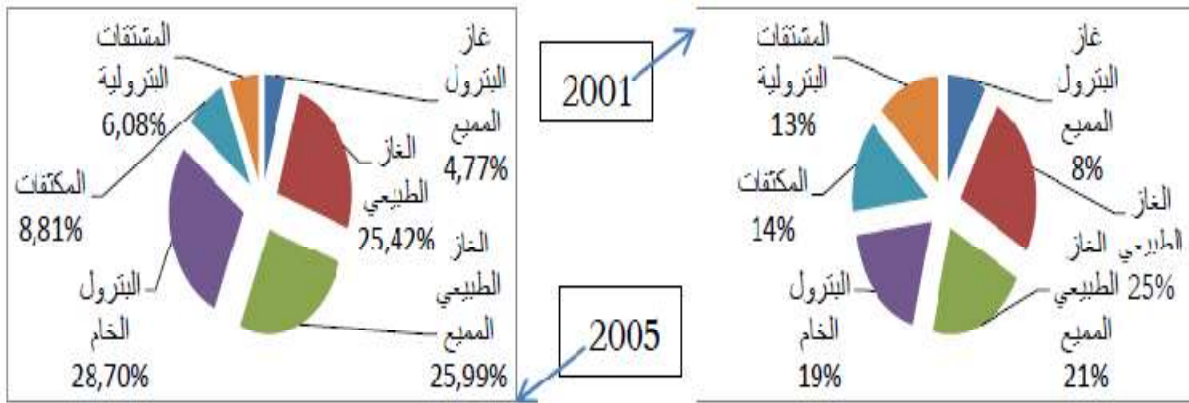 غاز
البترول
المميع
4,77%
الغاز
الطبيعي
25,42%
الغاز
الطبيعي
المميع
25,99%
البترول
الخام
28,70%
المكثفات
8,81%
المشتقات
البترولية
6,08%
2001
2005
غاز
البترول
المميع
8%
الغاز
الطبيعي
25%
الغاز
الطبيعي
المميع
21%
البترول
الخام
19%
المكثفات
14%
المشتقات
البترولية
13%